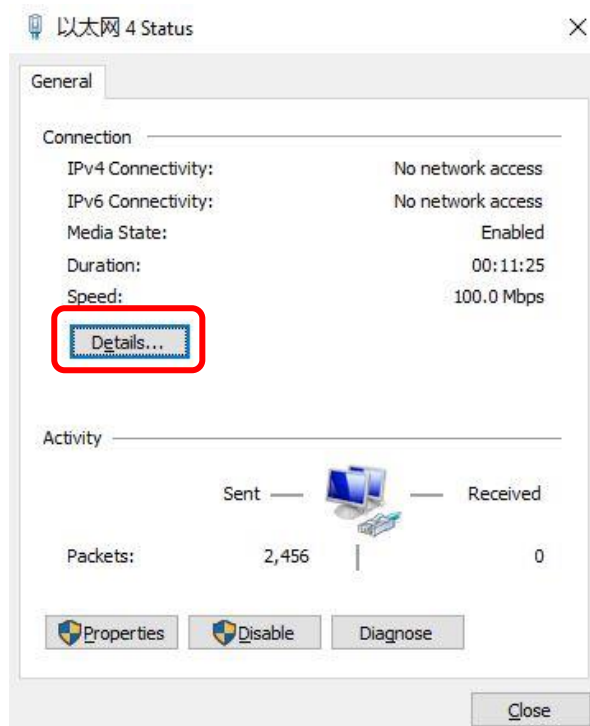 以太网 4 Status
General
Connection
IPv4 Connectivity: No network access
IPv6 Connectivity: No network access
Media State: Enabled
Duration: 00:11:25
Speed: 100.0 Mbps
Details...
Activity
Sent Received
Packets: 2,456 0
Properties Disable Diagnose
Close